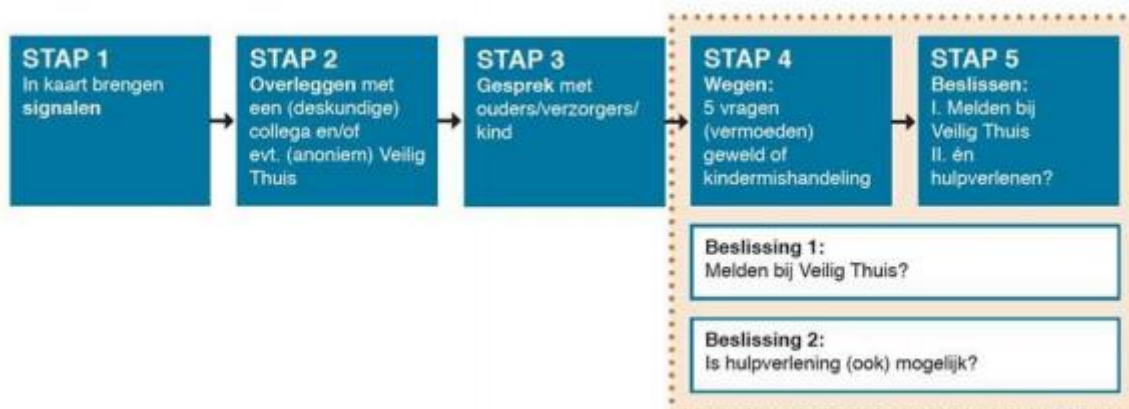 STAP 1
In kaart brengen
signalen
STAP 2
Overleggen met
een (deskundige)
collega en/of
evt. (anoniem) Veilig
Thuis
STAP 3
Gesprek met
ouders/verzorgers/
kind
STAP 4
Wegen:
5 vragen
(vermoeden)
geweld of
kindermishandeling
STAP 5
Beslissen:
I. Melden bij
Veilig Thuis
II. én
hulpverlenen?
Beslissing 1:
Melden bij Veilig Thuis?
Beslissing 2:
Is hulpverlening (ook) mogelijk?